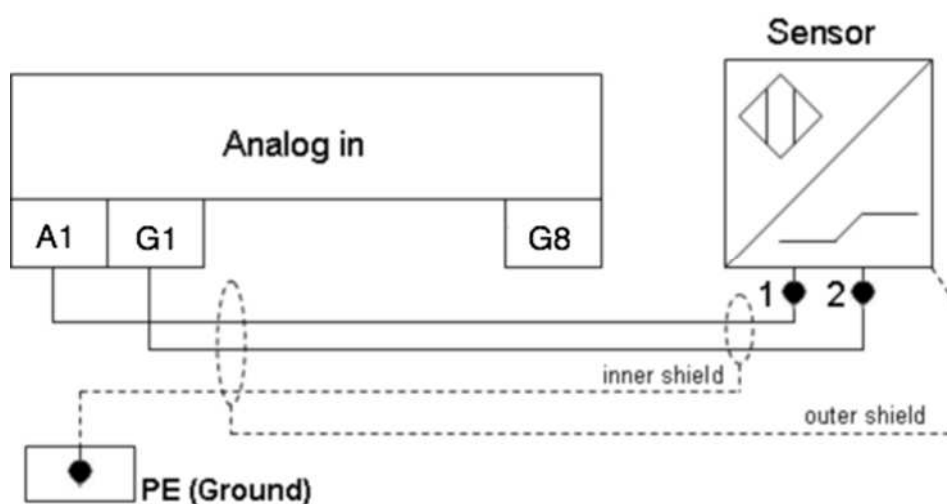 Sensor
Analog in
A1 G1 G8
1 2
inner shield
outer shield
PE (Ground)